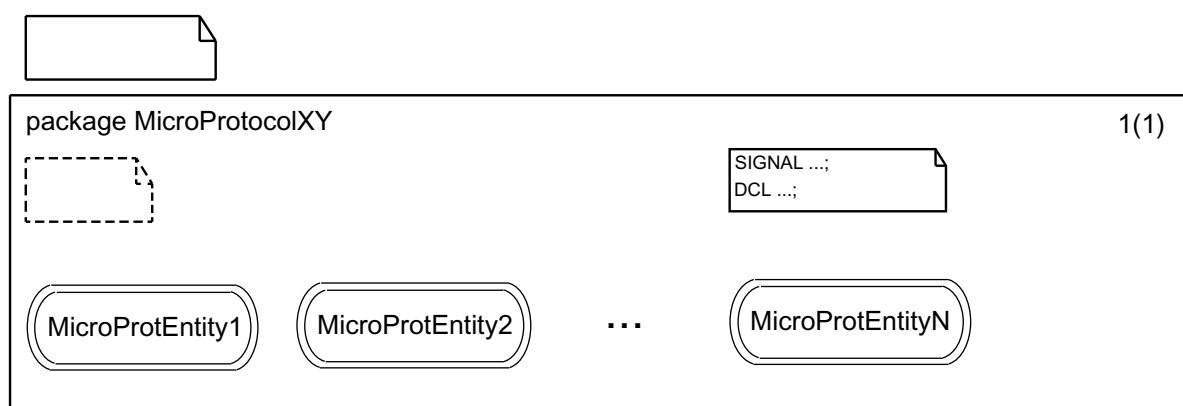 package MicroProtocolXY 1(1)
SIGNAL ...;
DCL ...;
MicroProtEntity1 MicroProtEntity2 ... MicroProtEntityN